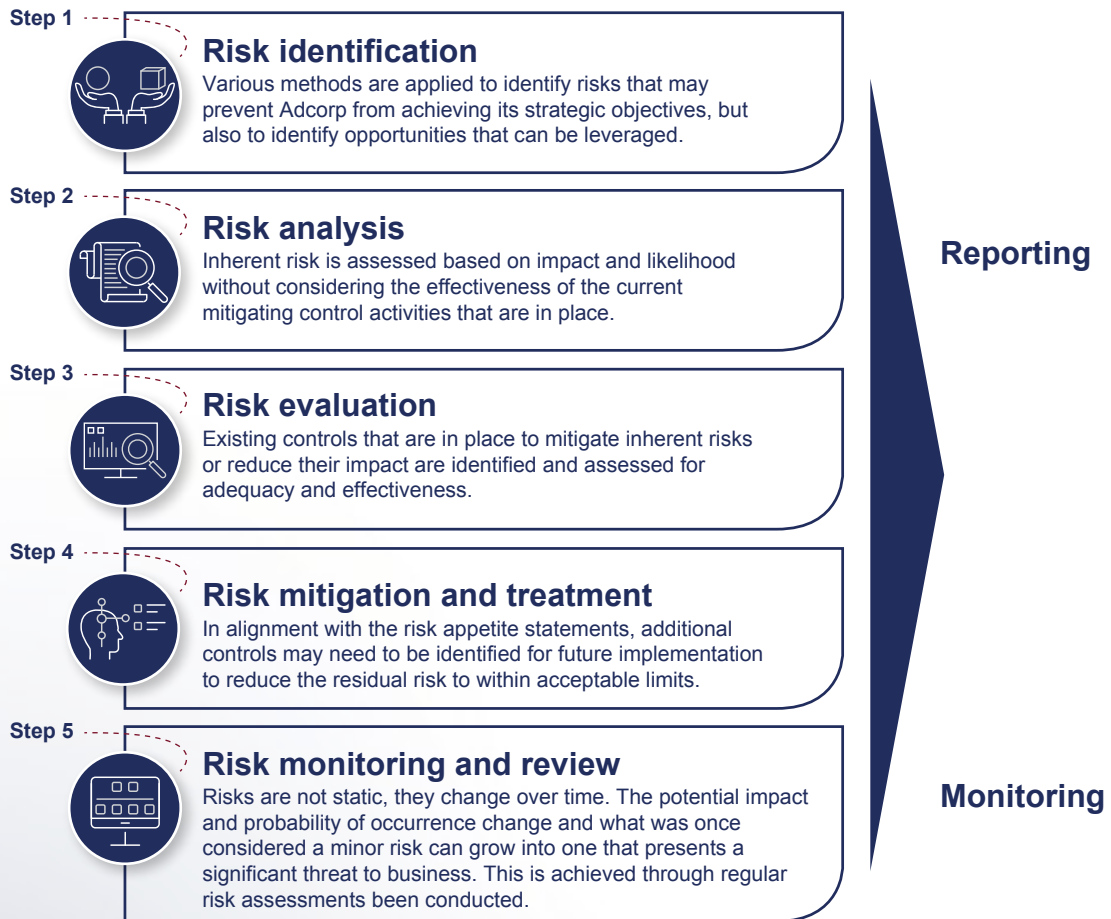 Step 1
Risk identification
Various methods are applied to identify risks that may
prevent Adcorp from achieving its strategic objectives, but
also to identify opportunities that can be leveraged.
Step 2
Risk analysis
Inherent risk is assessed based on impact and likelihood
without considering the effectiveness of the current
mitigating control activities that are in place.
Step 3
Risk evaluation
Existing controls that are in place to mitigate inherent risks
or reduce their impact are identified and assessed for
adequacy and effectiveness.
Step 4
Risk mitigation and treatment
In alignment with the risk appetite statements, additional
controls may need to be identified for future implementation
to reduce the residual risk to within acceptable limits.
Step 5
Risk monitoring and review
Risks are not static, they change over time. The potential impact
and probability of occurrence change and what was once
considered a minor risk can grow into one that presents a
significant threat to business. This is achieved through regular
risk assessments been conducted.
Reporting
Monitoring